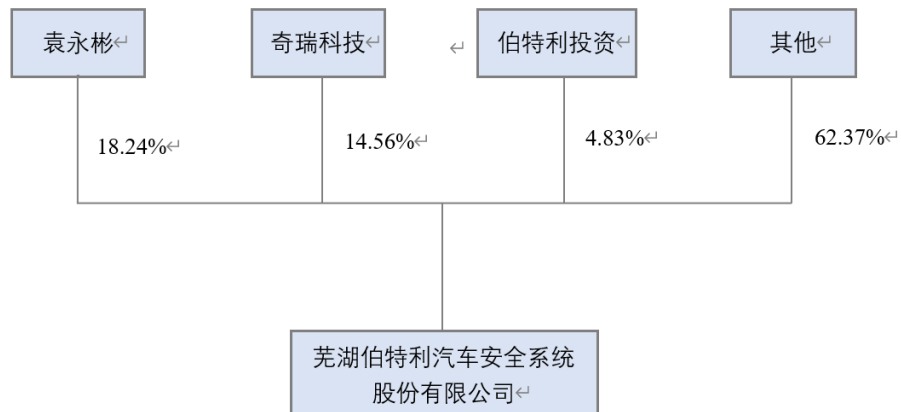 袁永彬
奇瑞科技
伯特利投资
其他
18.24%
14.56%
4.83%
62.37%
芜湖伯特利汽车安全系统
股份有限公司